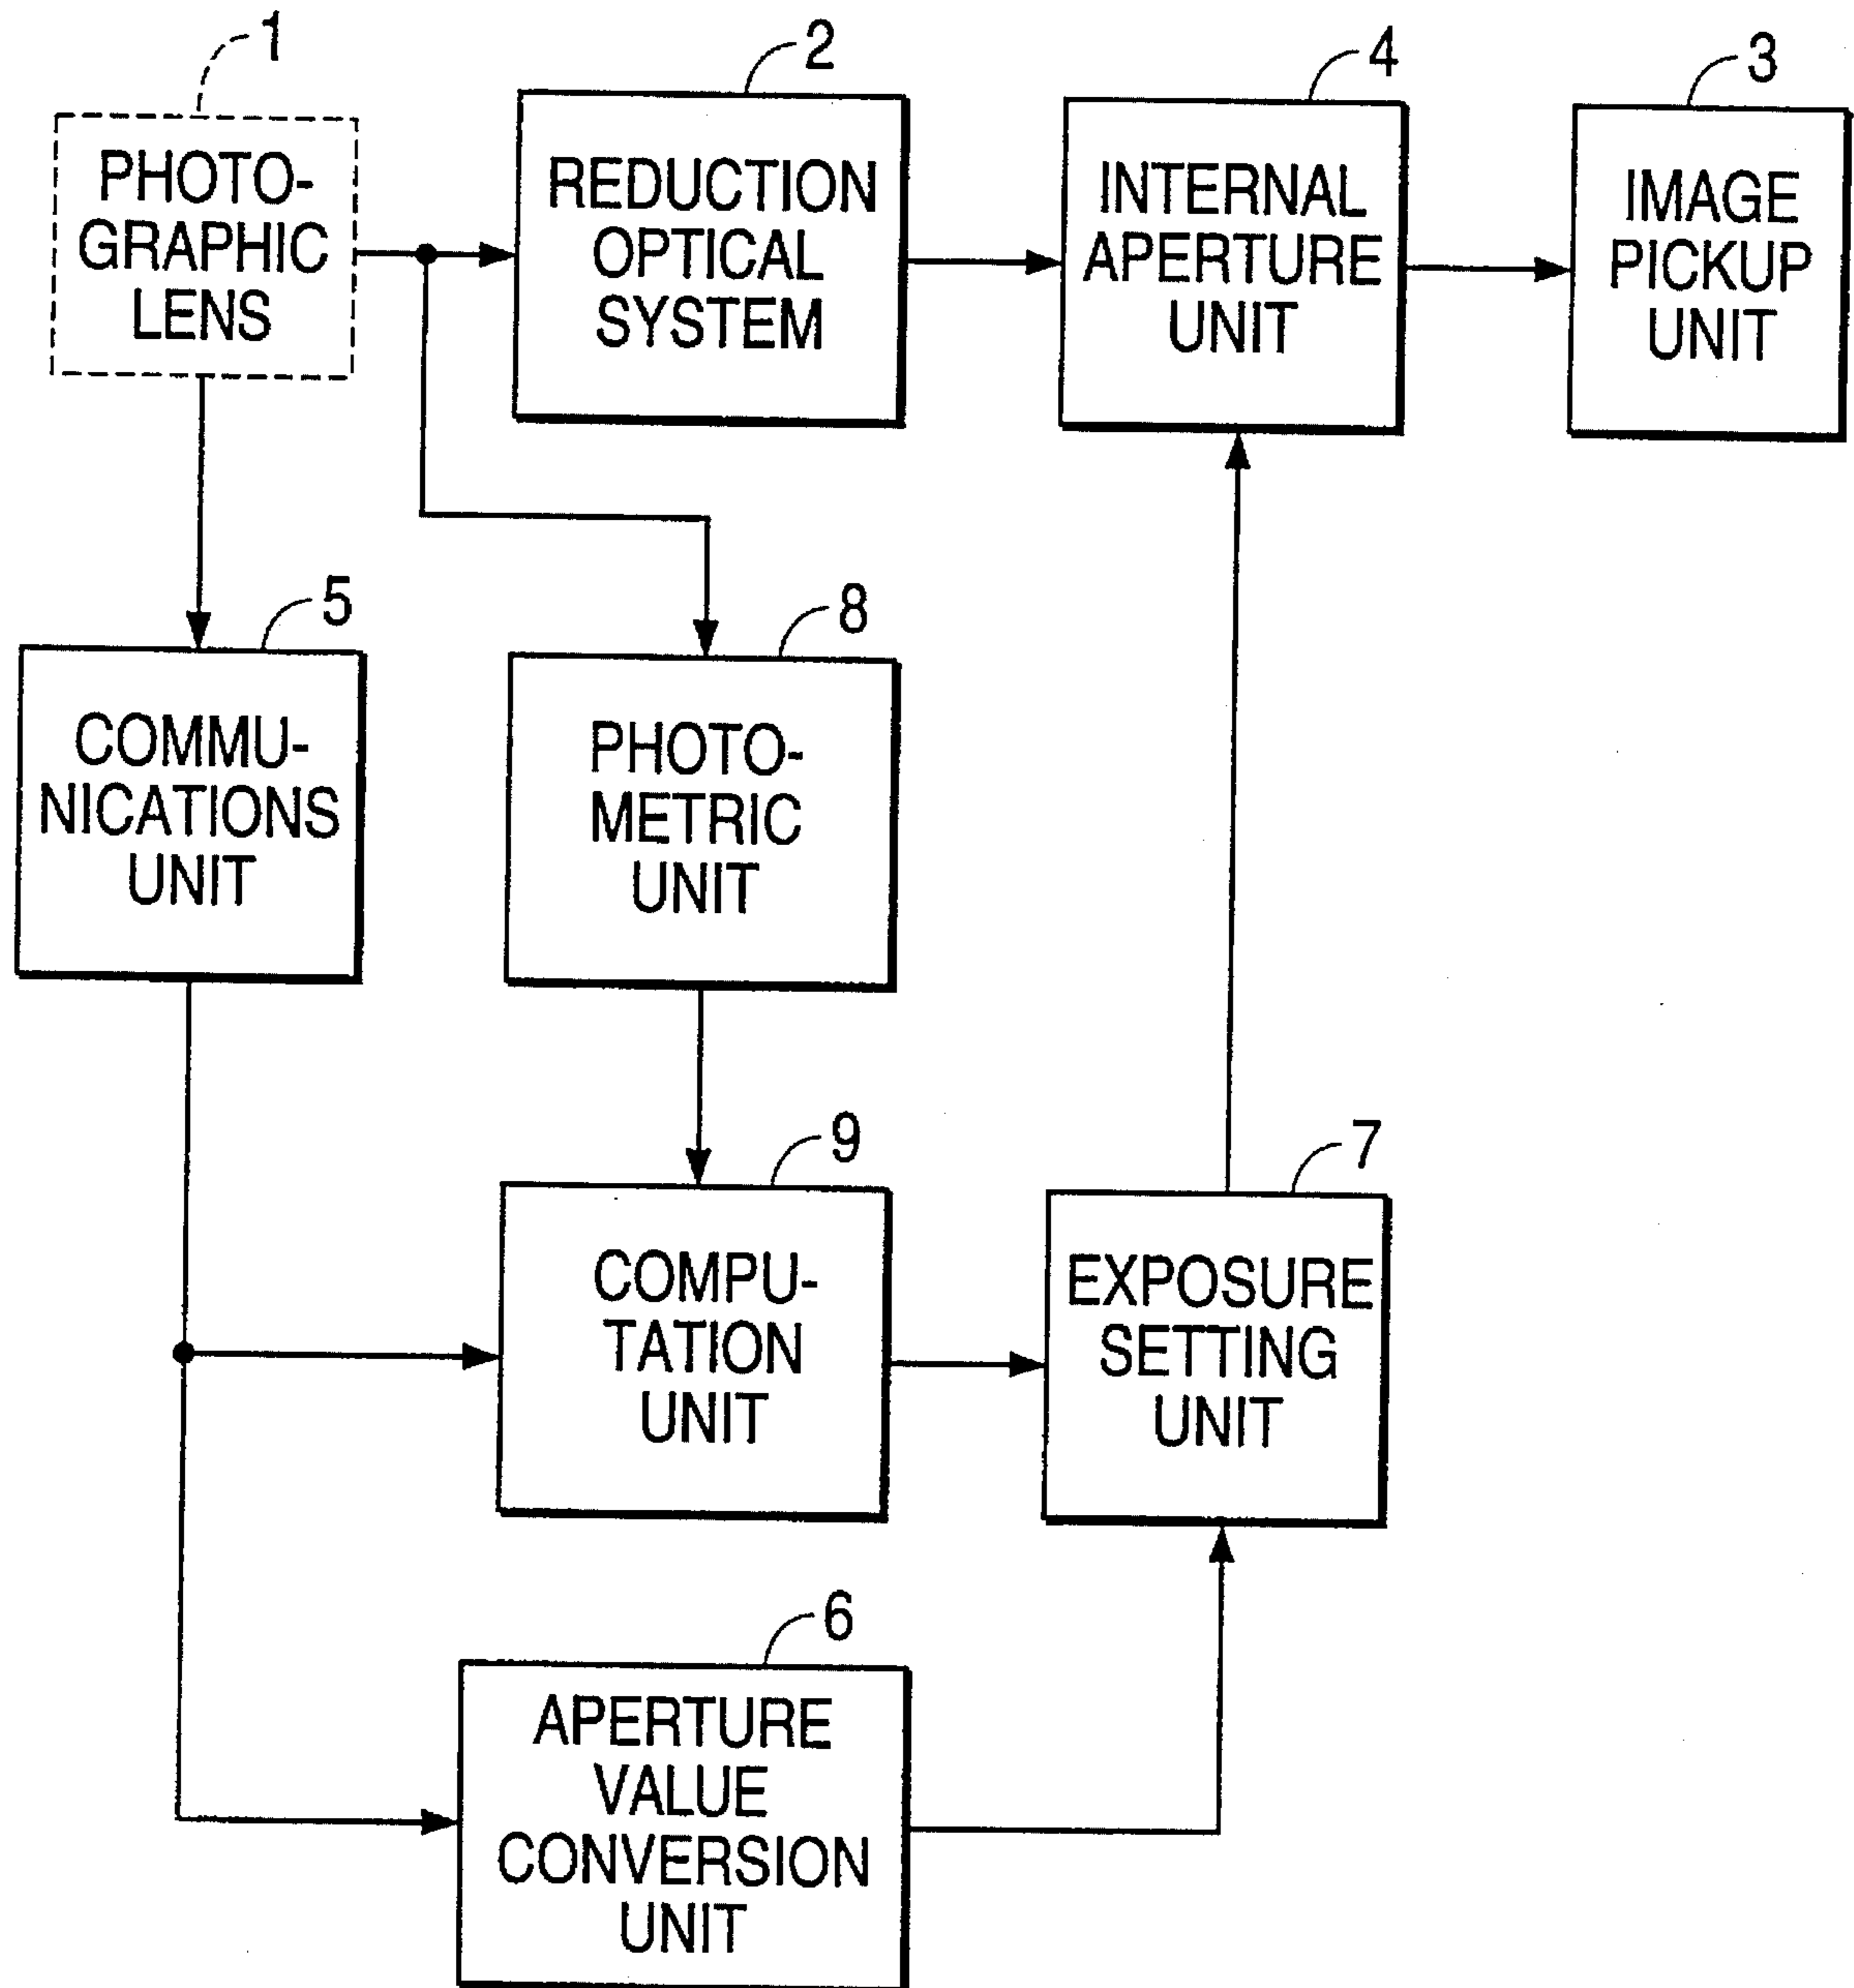 1
PHOTO-
GRAPHIC
LENS
2
REDUCTION
OPTICAL
SYSTEM
4
INTERNAL
APERTURE
UNIT
3
IMAGE
PICKUP
UNIT
5
COMMU-
NICATIONS
UNIT
8
PHOTO-
METRIC
UNIT
9
COMPU-
TATION
UNIT
7
EXPOSURE
SETTING
UNIT
6
APERTURE
VALUE
CONVERSION
UNIT